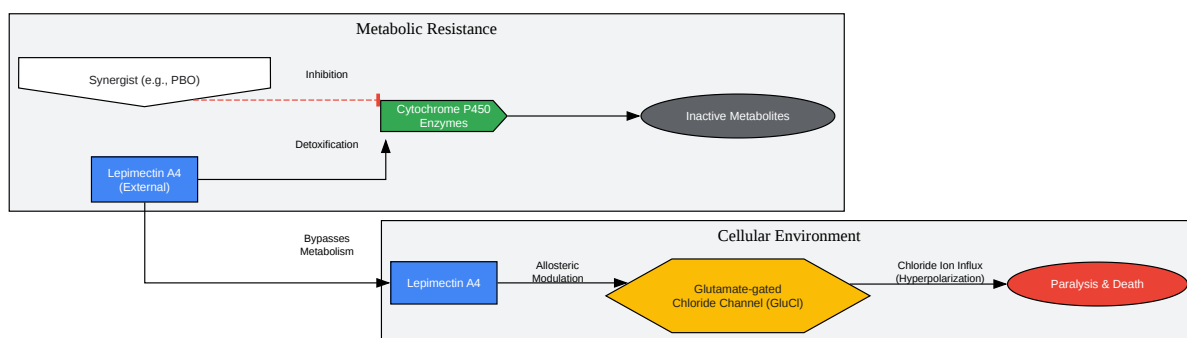 Metabolic Resistance
Synergist (e.g., PBO)
Inhibition
Cytochrome P450
Enzymes
Inactive Metabolites
Detoxification
Lepimectin A4
(External)
Bypasses
Metabolism
Cellular Environment
Lepimectin A4
Allosteric
Modulation
Glutamate-gated
Chloride Channel (GluCl)
Chloride Ion Influx
(Hyperpolarization)
Paralysis & Death